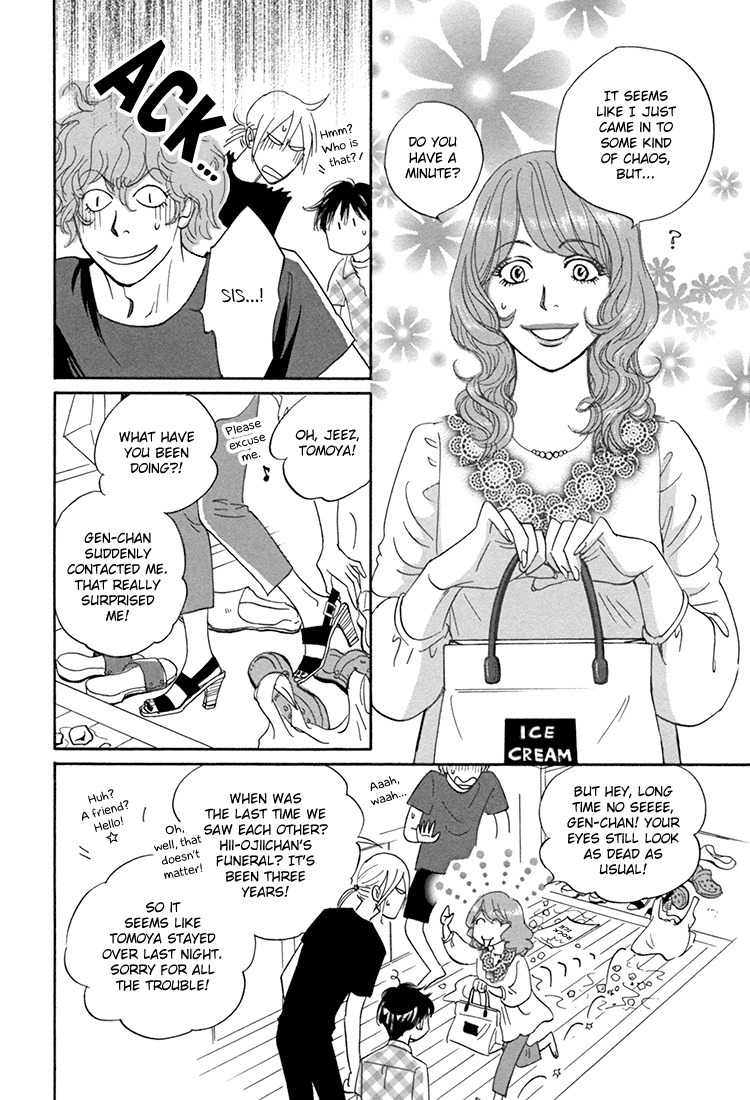 IT SEEMS
LIKE I JUST
CAME IN TO
SOME KIND
OF CHAOS,
BUT...
DO YOU
HAVE A
MINUTE?
?
ICE
CREAM
ACK...
Hmm?
Who is
that?
SIS...!
OH, JEEZ,
TOMOYA!
Please
excuse
me.
WHAT HAVE
YOU BEEN
DOING?!
GEN-CHAN
SUDDENLY
CONTACTED ME.
THAT REALLY
SURPRISED
ME!
BUT HEY, LONG
TIME NO SEEEE,
GEN-CHAN! YOUR
EYES STILL LOOK
AS DEAD AS
USUAL!
Aaah,
waah...
WHEN WAS
THE LAST TIME WE
SAW EACH OTHER?
HII-OJIICHAN'S
FUNERAL? IT'S
BEEN THREE
YEARS!
Huh?
A friend?
Hello!
Oh,
well, that
doesn't
matter!
SO IT
SEEMS LIKE
TOMOYA STAYED
OVER LAST NIGHT.
SORRY FOR ALL
THE TROUBLE!